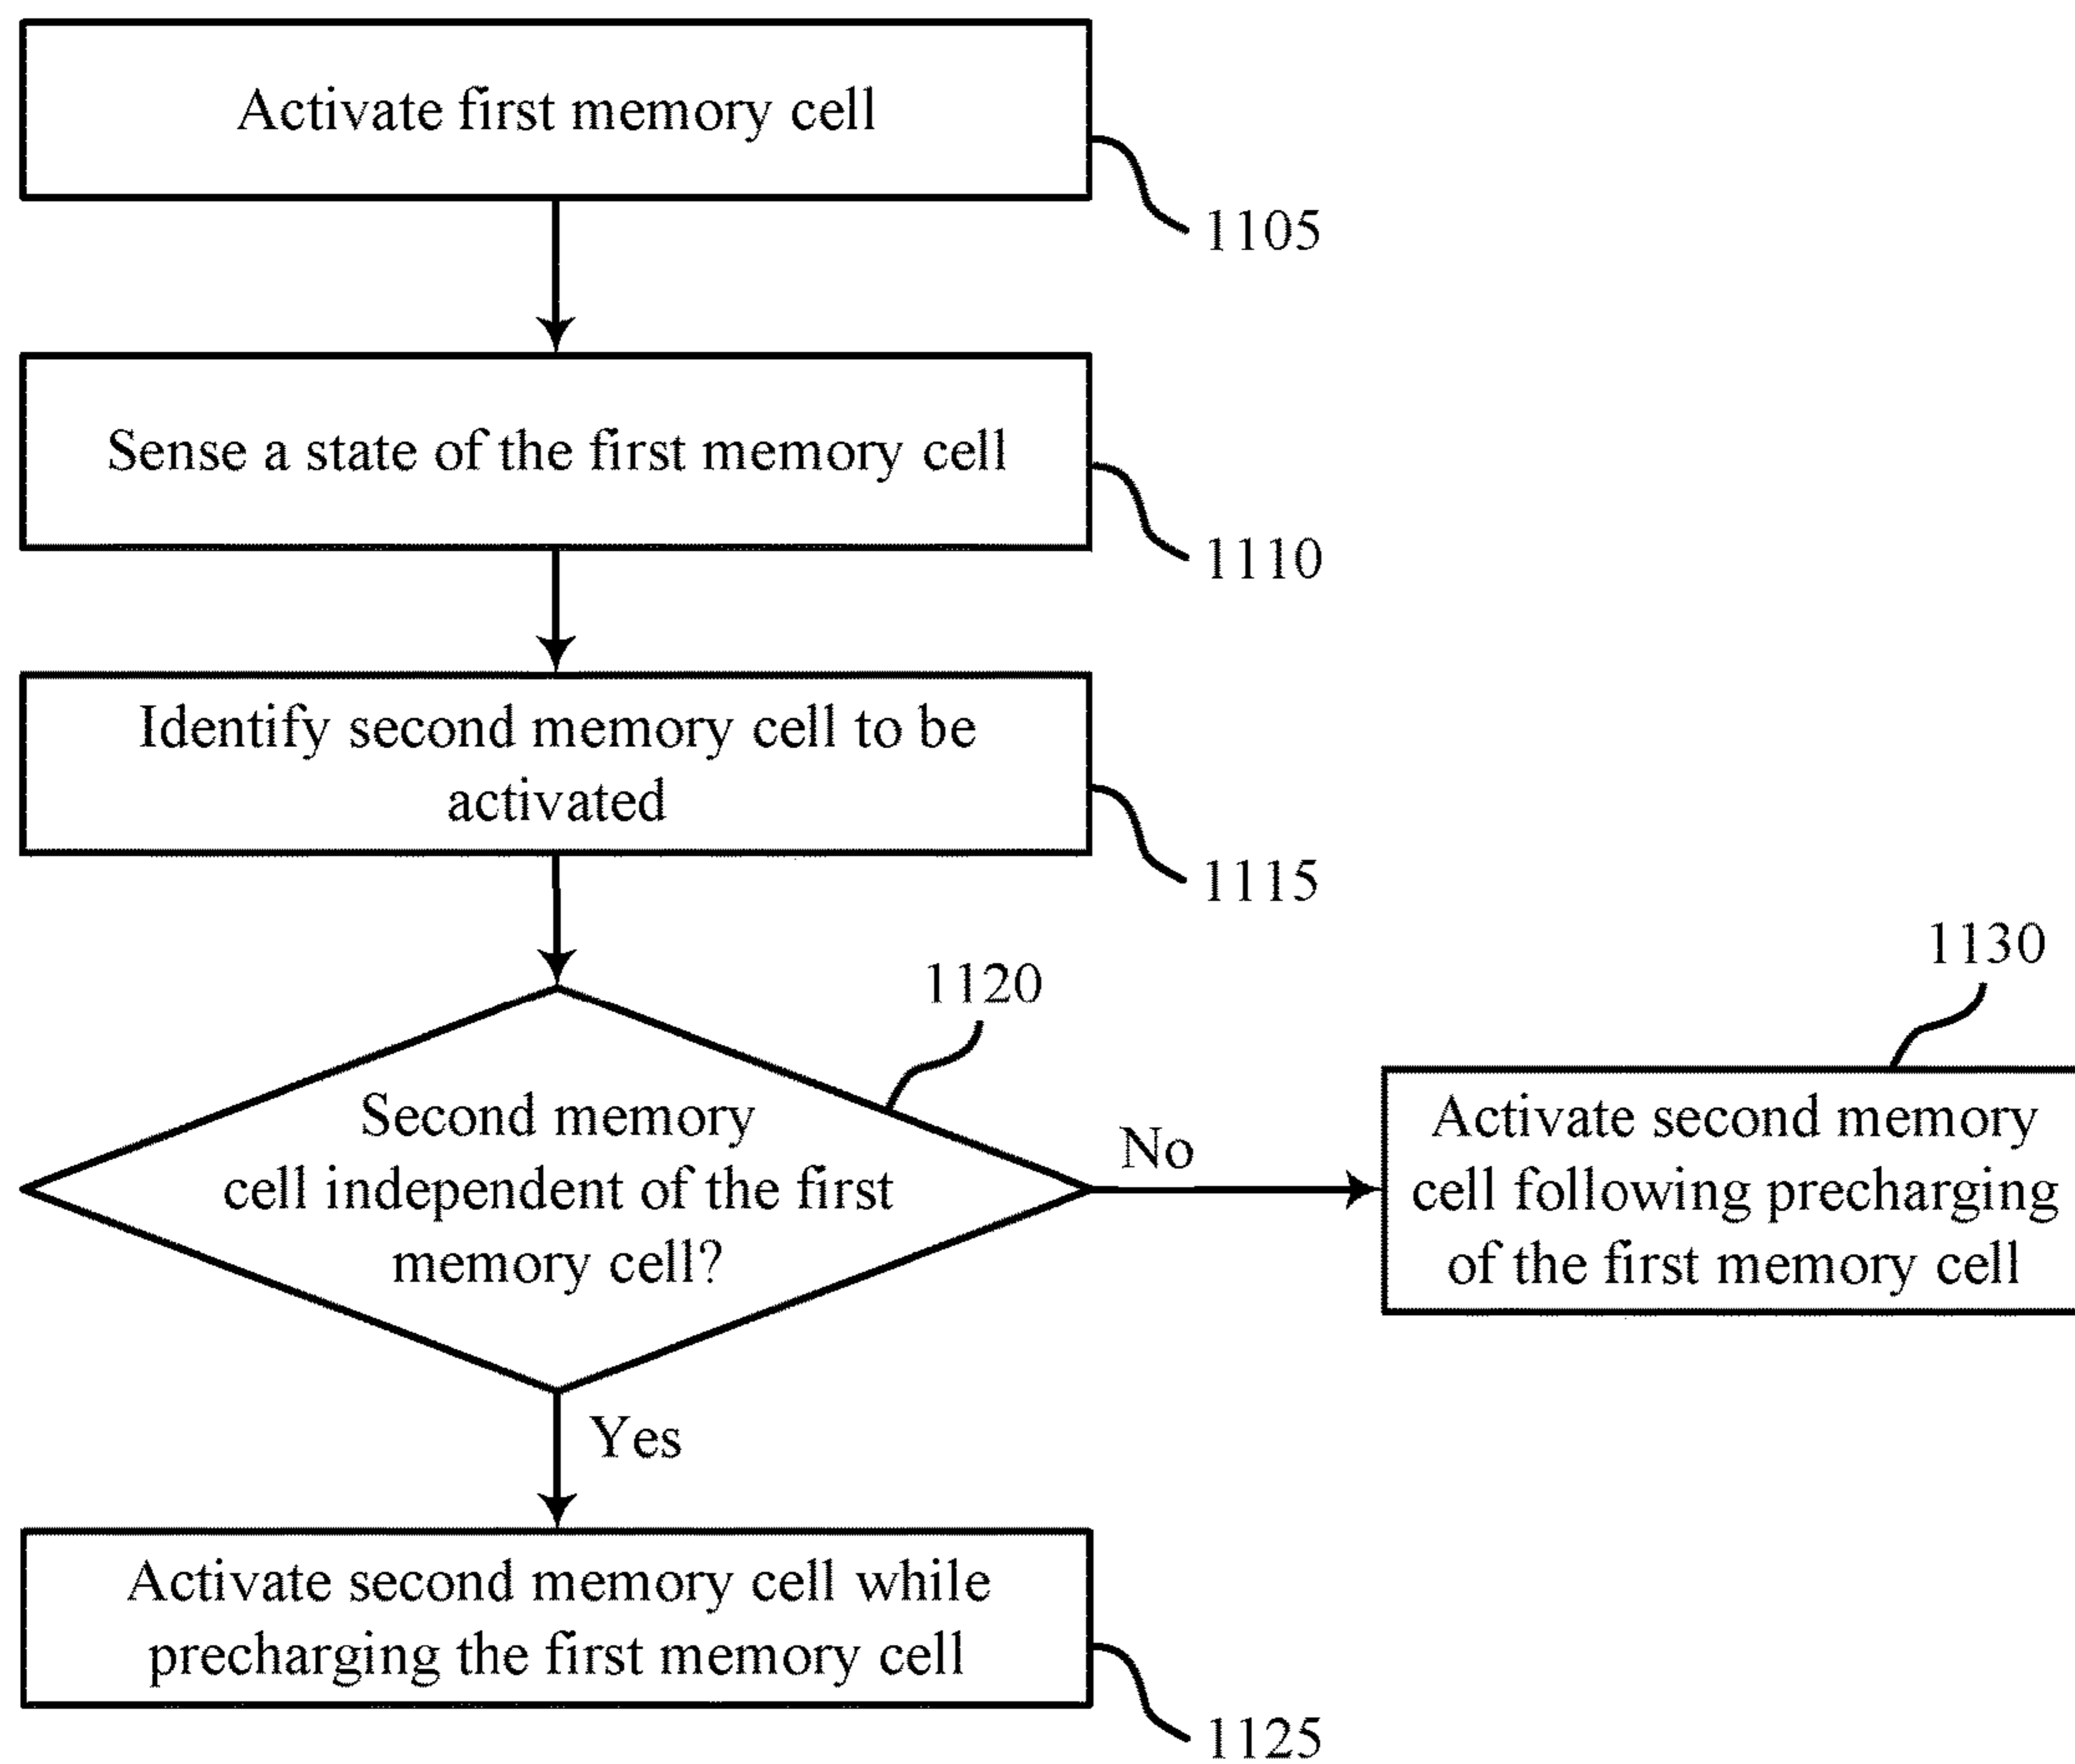 Activate first memory cell
1105
Sense a state of the first memory cell
1110
Identify second memory cell to be
activated
1115
1120
1130
Second memory
cell independent of the first
memory cell?
No
Activate second memory
cell following precharging
of the first memory cell
Yes
Activate second memory cell while
precharging the first memory cell
1125